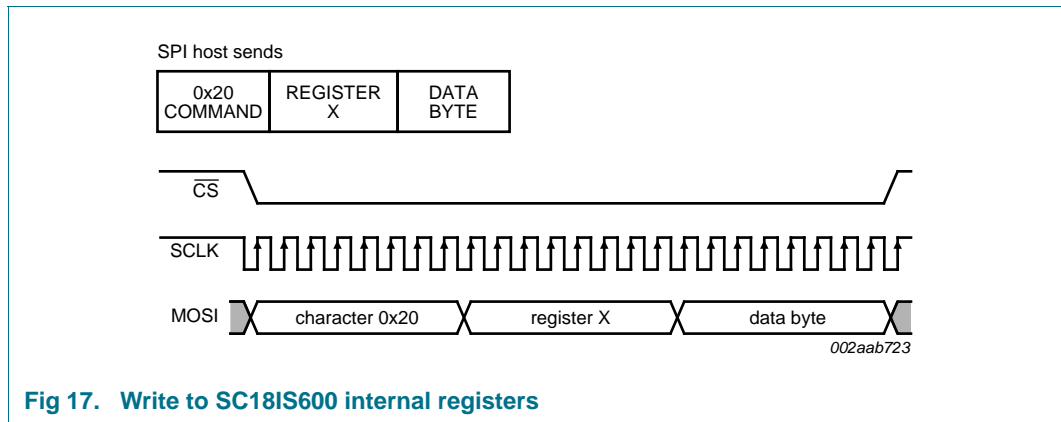 SPI host sends
0x20 COMMAND
REGISTER X
DATA BYTE
CS
SCLK
MOSI
character 0x20
register X
data byte
002aab723
Fig 17. Write to SC18IS600 internal registers